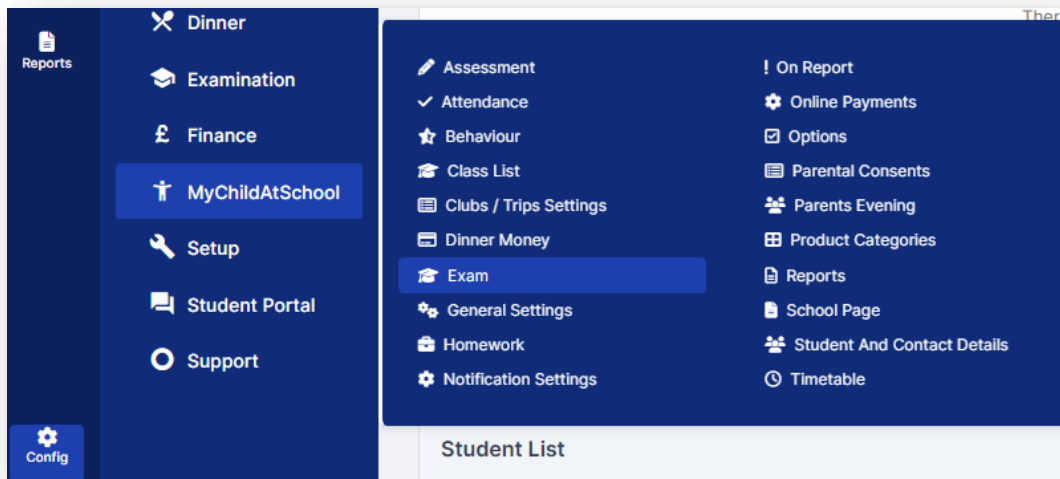 Ther
Reports
Config
Dinner
Examination
Finance
MyChildAtSchool
Setup
Student Portal
Support
Assessment
Attendance
Behaviour
Class List
Clubs / Trips Settings
Dinner Money
Exam
General Settings
Homework
Notification Settings
On Report
Online Payments
Options
Parental Consents
Parents Evening
Product Categories
Reports
School Page
Student And Contact Details
Timetable
Student List